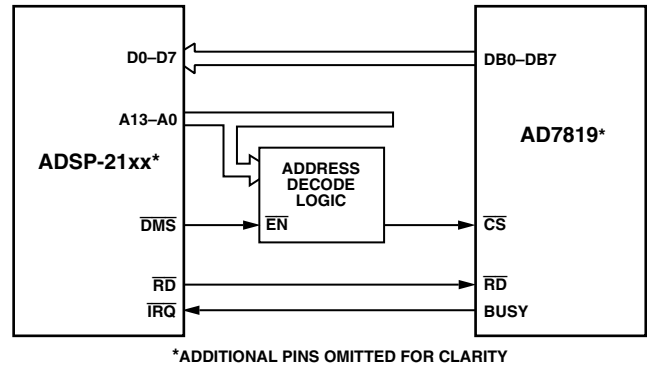 D0–D7
DB0–DB7
A13–A0
ADSP-21xx*
AD7819*
ADDRESS
DECODE
LOGIC
DMS
EN
CS
RD
RD
IRQ
BUSY
*ADDITIONAL PINS OMITTED FOR CLARITY